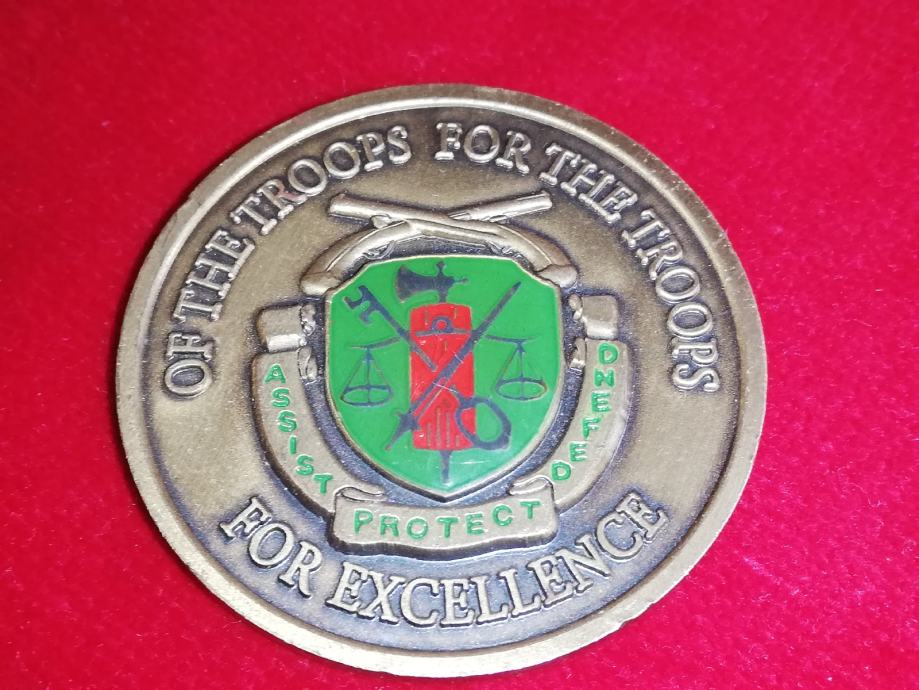 OF THE TROOPS FOR THE TROOPS
ASSIST
PROTECT
DEFEND
FOR EXCELLENCE